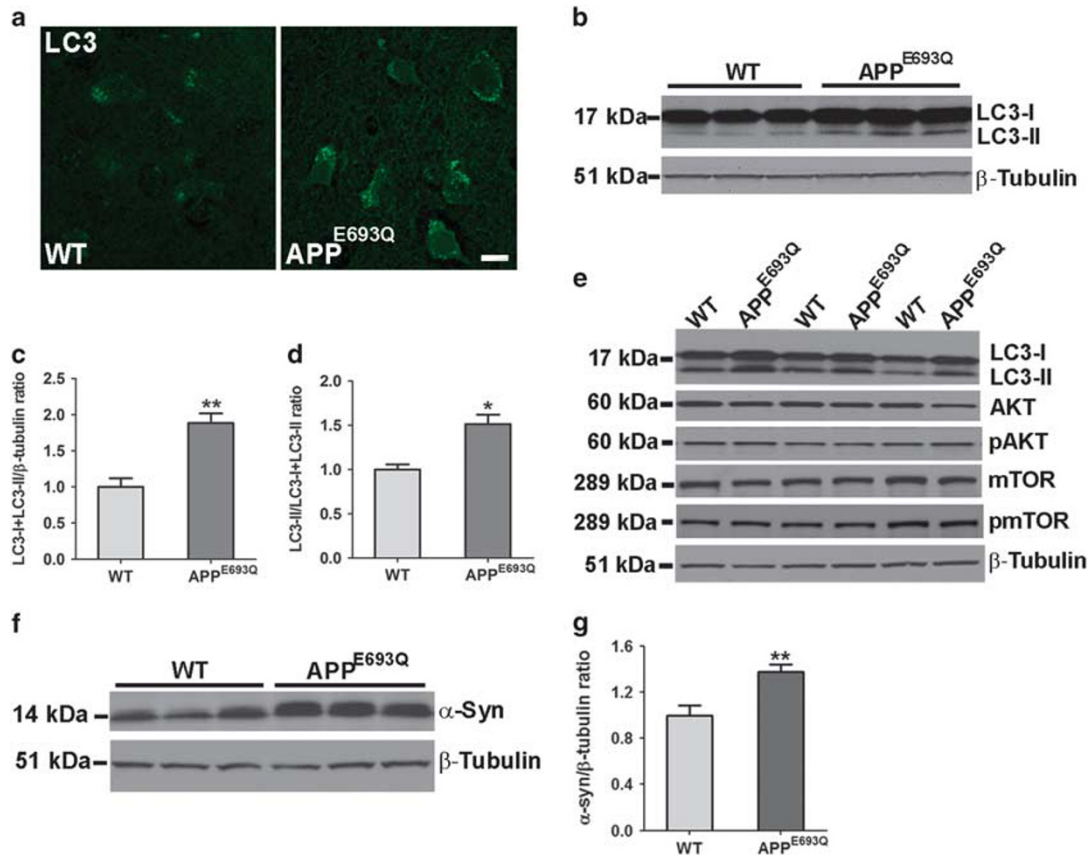 a
LC3
WT
APP^E693Q
b
WT APP^E693Q
17 kDa LC3-I
LC3-II
51 kDa β-Tubulin
c
LC3-I+LC3-II/β-tubulin ratio
2.5
2.0
1.5
1.0
0.5
0.0
**
WT APP^E693Q
d
LC3-II/LC3-I+LC3-II ratio
2.0
1.5
1.0
0.5
0.0
*
WT APP^E693Q
e
WT APP^E693Q WT APP^E693Q WT APP^E693Q
17 kDa LC3-I
LC3-II
60 kDa AKT
60 kDa pAKT
289 kDa mTOR
289 kDa pmTOR
51 kDa β-Tubulin
f
WT APP^E693Q
14 kDa α-Syn
51 kDa β-Tubulin
g
α-syn/β-tubulin ratio
1.6
1.2
0.8
0.4
0.0
**
WT APP^E693Q